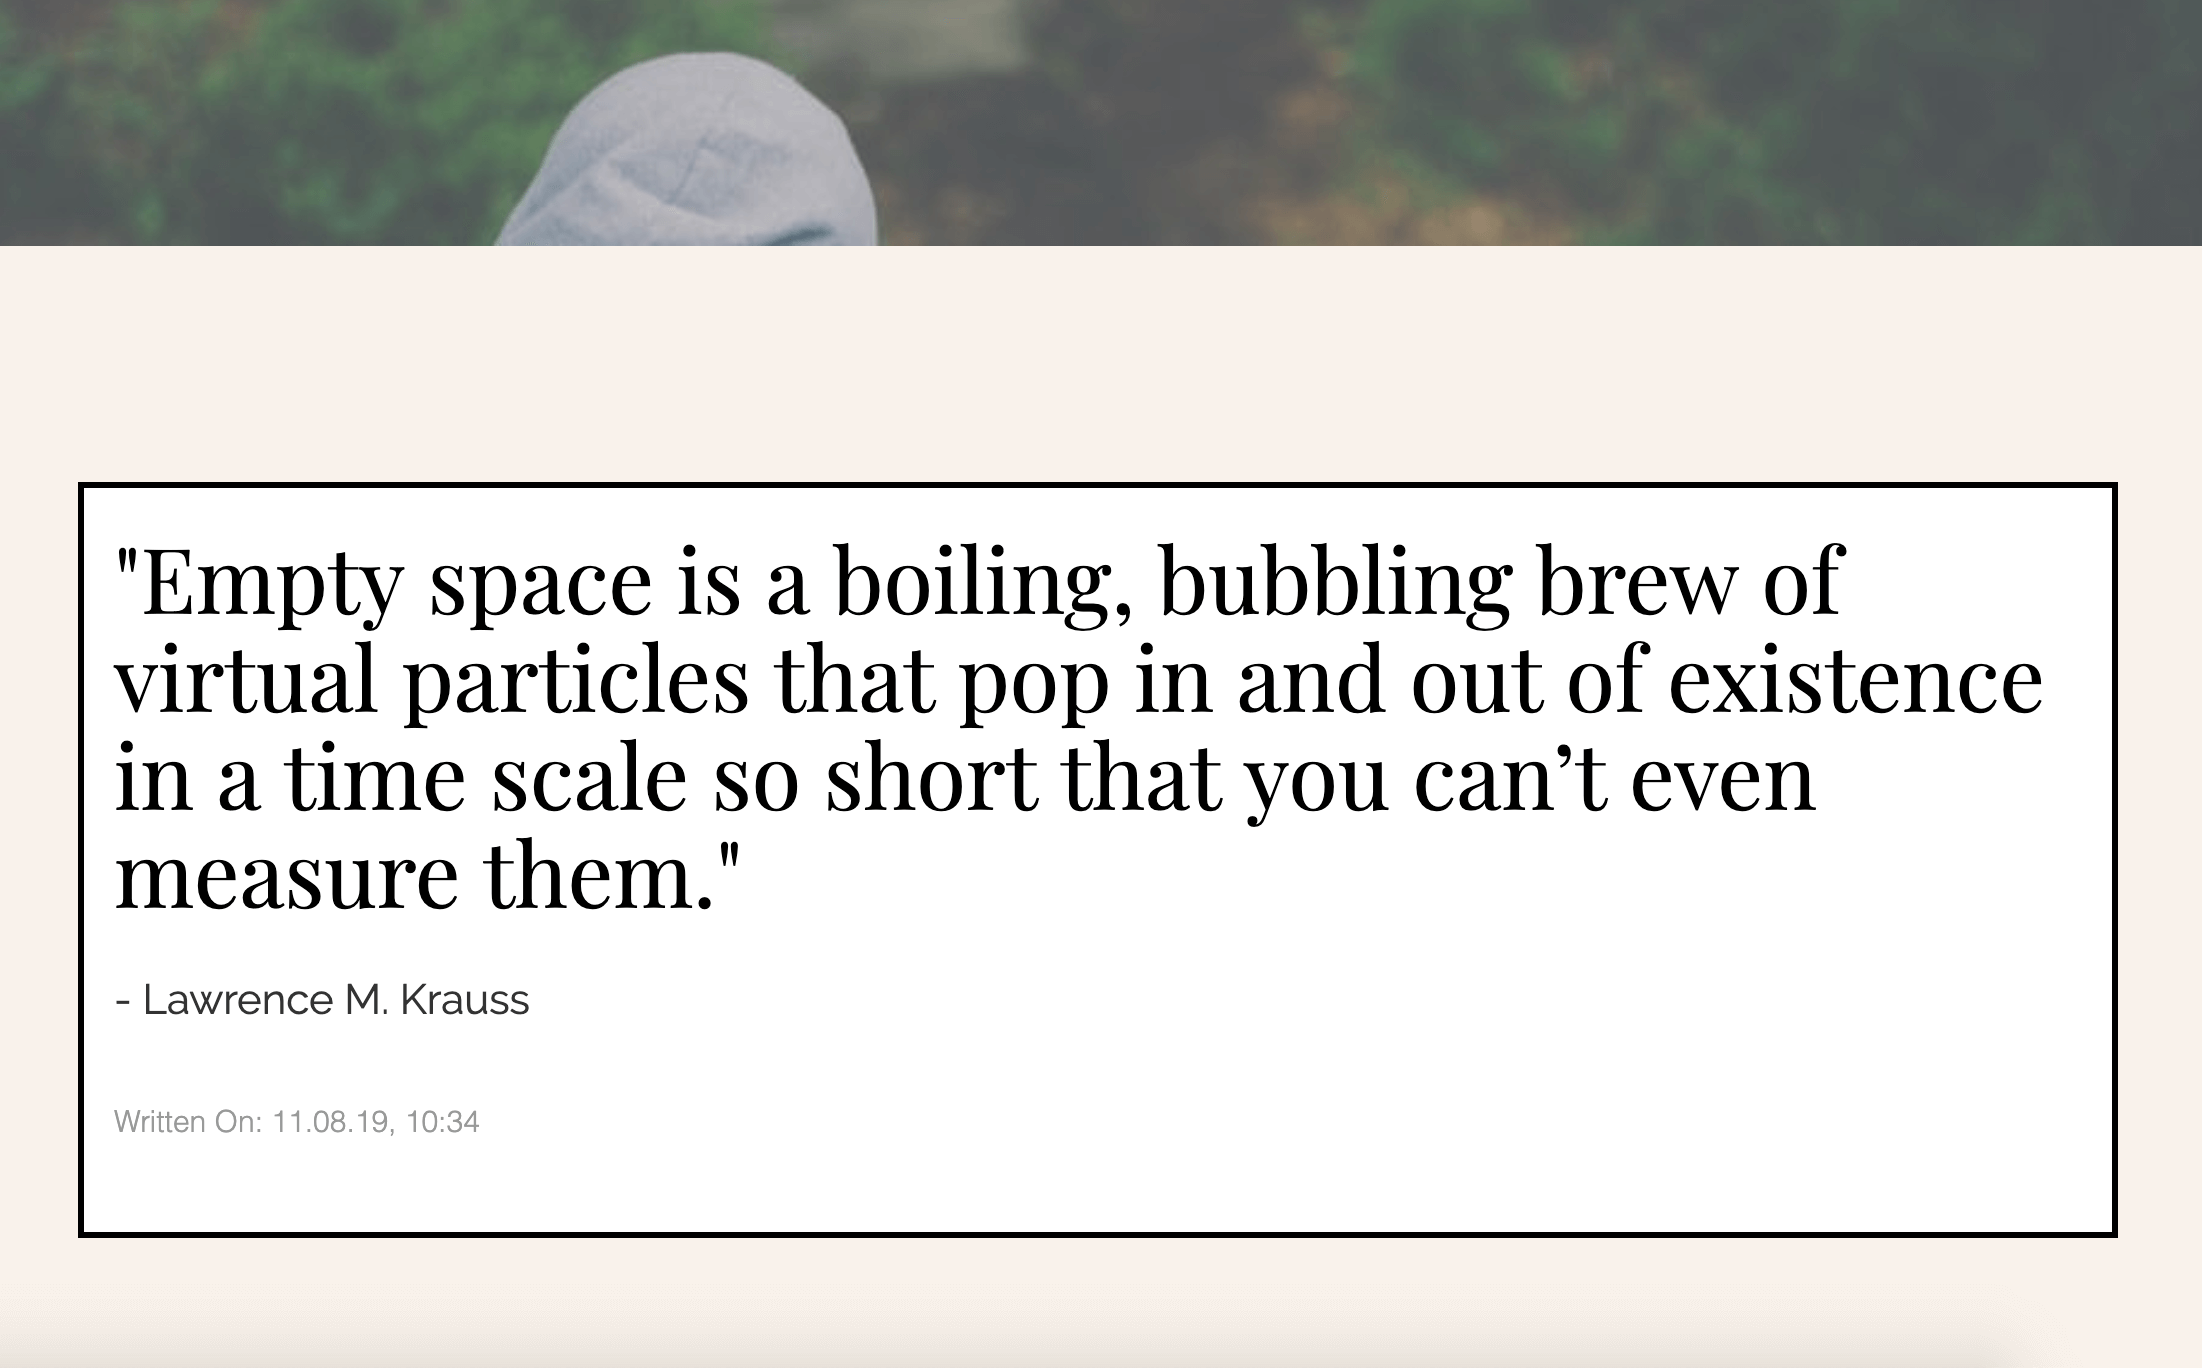 "Empty space is a boiling, bubbling brew of
virtual particles that pop in and out of existence
in a time scale so short that you can’t even
measure them."
- Lawrence M. Krauss
Written On: 11.08.19, 10:34